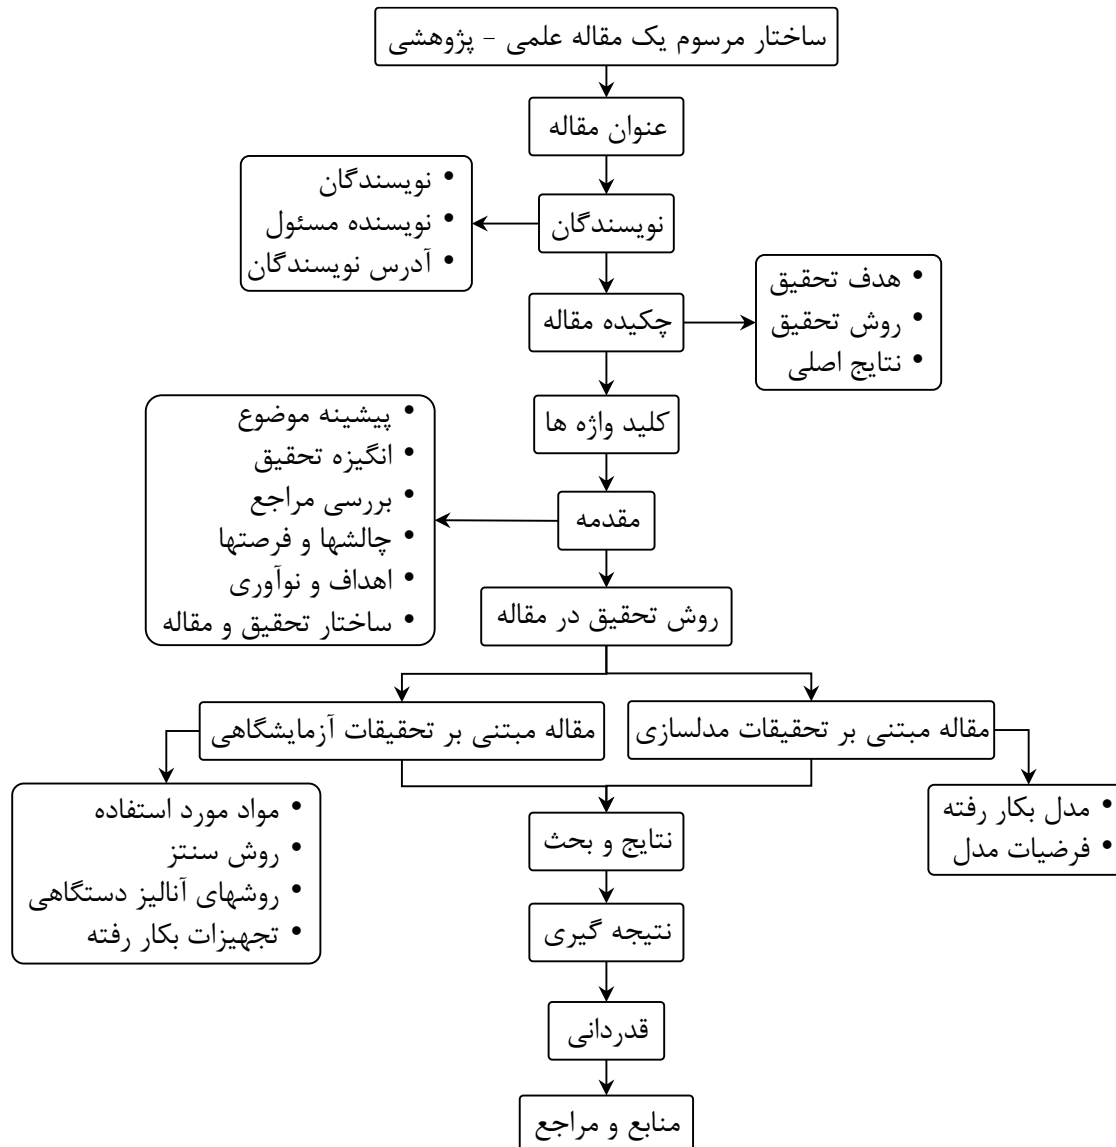 ساختار مرسوم یک مقاله علمی - پژوهشی
عنوان مقاله
نویسندگان
• نویسندگان
• نویسنده مسئول
• آدرس نویسندگان
چکیده مقاله
• هدف تحقیق
• روش تحقیق
• نتایج اصلی
کلید واژه ها
مقدمه
• پیشینه موضوع
• انگیزه تحقیق
• بررسی مراجع
• چالشها و فرصتها
• اهداف و نوآوری
• ساختار تحقیق و مقاله
روش تحقیق در مقاله
مقاله مبتنی بر تحقیقات مدلسازی
مقاله مبتنی بر تحقیقات آزمایشگاهی
• مدل بکار رفته
• فرضیات مدل
• مواد مورد استفاده
• روش سنتز
• روشهای آنالیز دستگاهی
• تجهیزات بکار رفته
نتایج و بحث
نتیجه گیری
قدردانی
منابع و مراجع